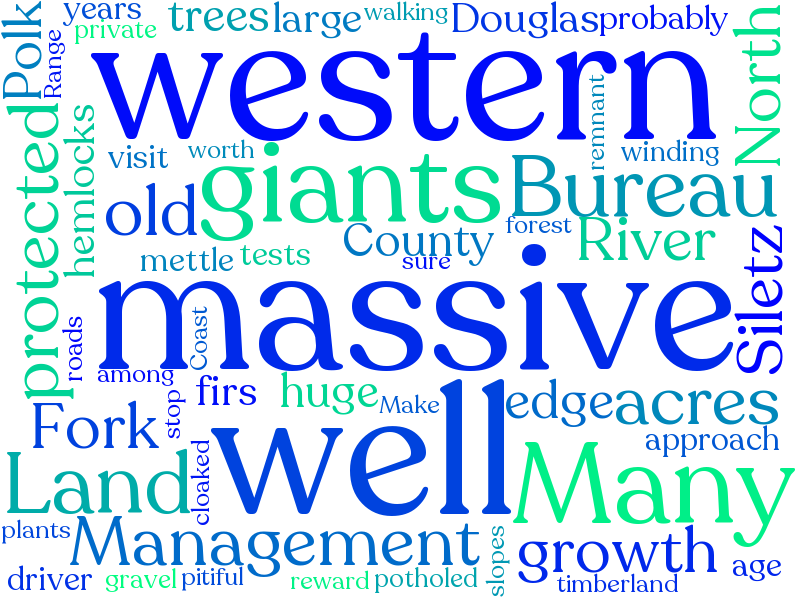 years
private
trees
large
walking
Douglas
probably
Polk
Range
western
North
remnant
visit
worth
winding
protected
hemlocks
giants
Bureau
old
County
forest
River
mettle
tests
sure
massive
Siletz
roads
Coast
among
firs
huge
Make
edge
acres
stop
Fork
well
approach
cloaked
Land
Many
plants
Management
slopes
growth
age
driver
gravel
pitiful
reward
potholed
timberland